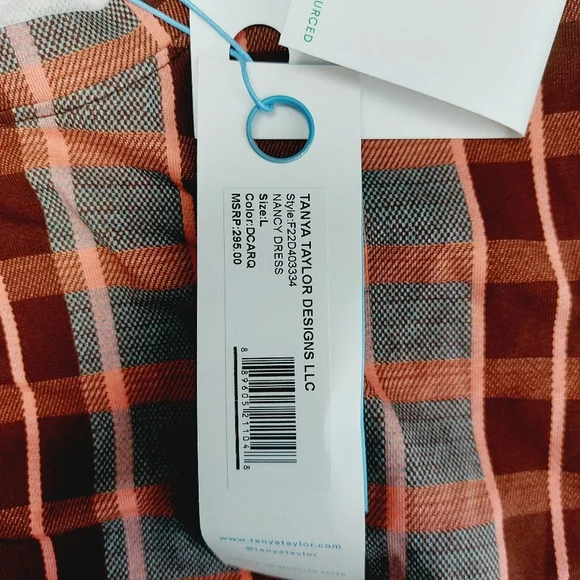 URCED
TANYA TAYLOR DESIGNS LLC
Style:F22D403334
NANCY DRESS
Size:L
Color:DCARQ
MSRP:295.00
8 89605 21104 8
www.tanyataylor.com
@tanyataylor